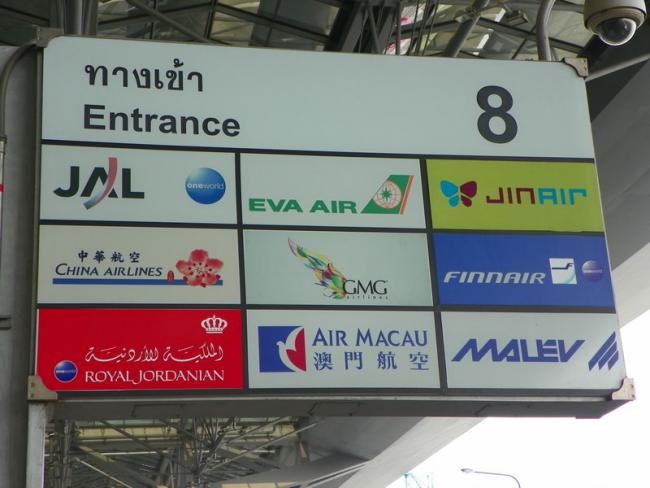 ทางเข้า
Entrance 8
JAL oneworld
EVA AIR
JINAIR
中華航空
CHINA AIRLINES
GMG
airlines
FINNAIR
الملكية الأردنية
ROYAL JORDANIAN
AIR MACAU
澳門航空
MALEV